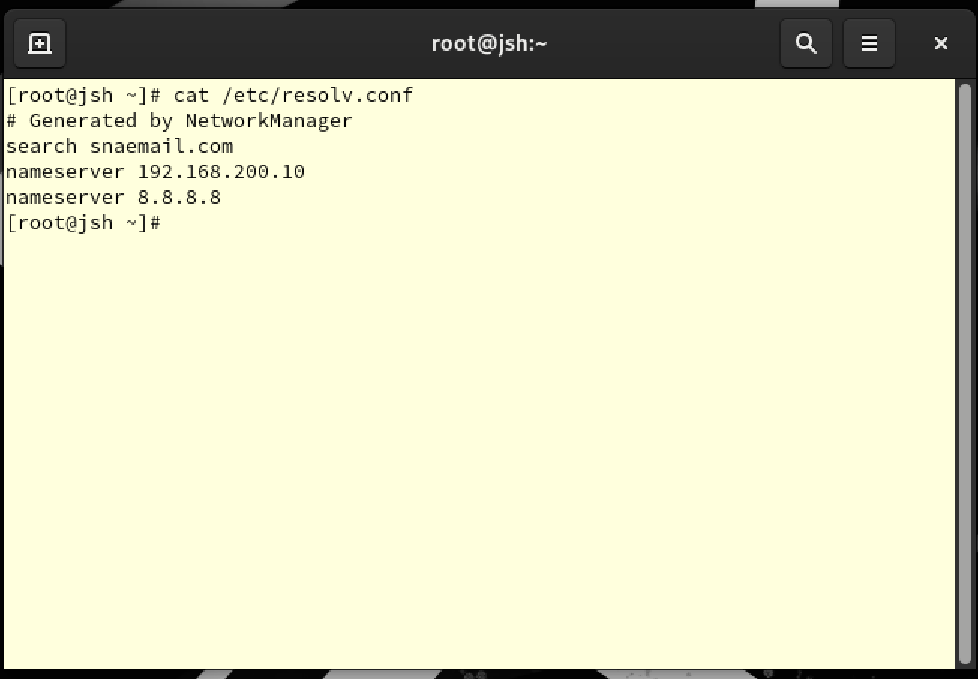 root@jsh:~
[root@jsh ~]# cat /etc/resolv.conf
# Generated by NetworkManager
search snaemail.com
nameserver 192.168.200.10
nameserver 8.8.8.8
[root@jsh ~]#